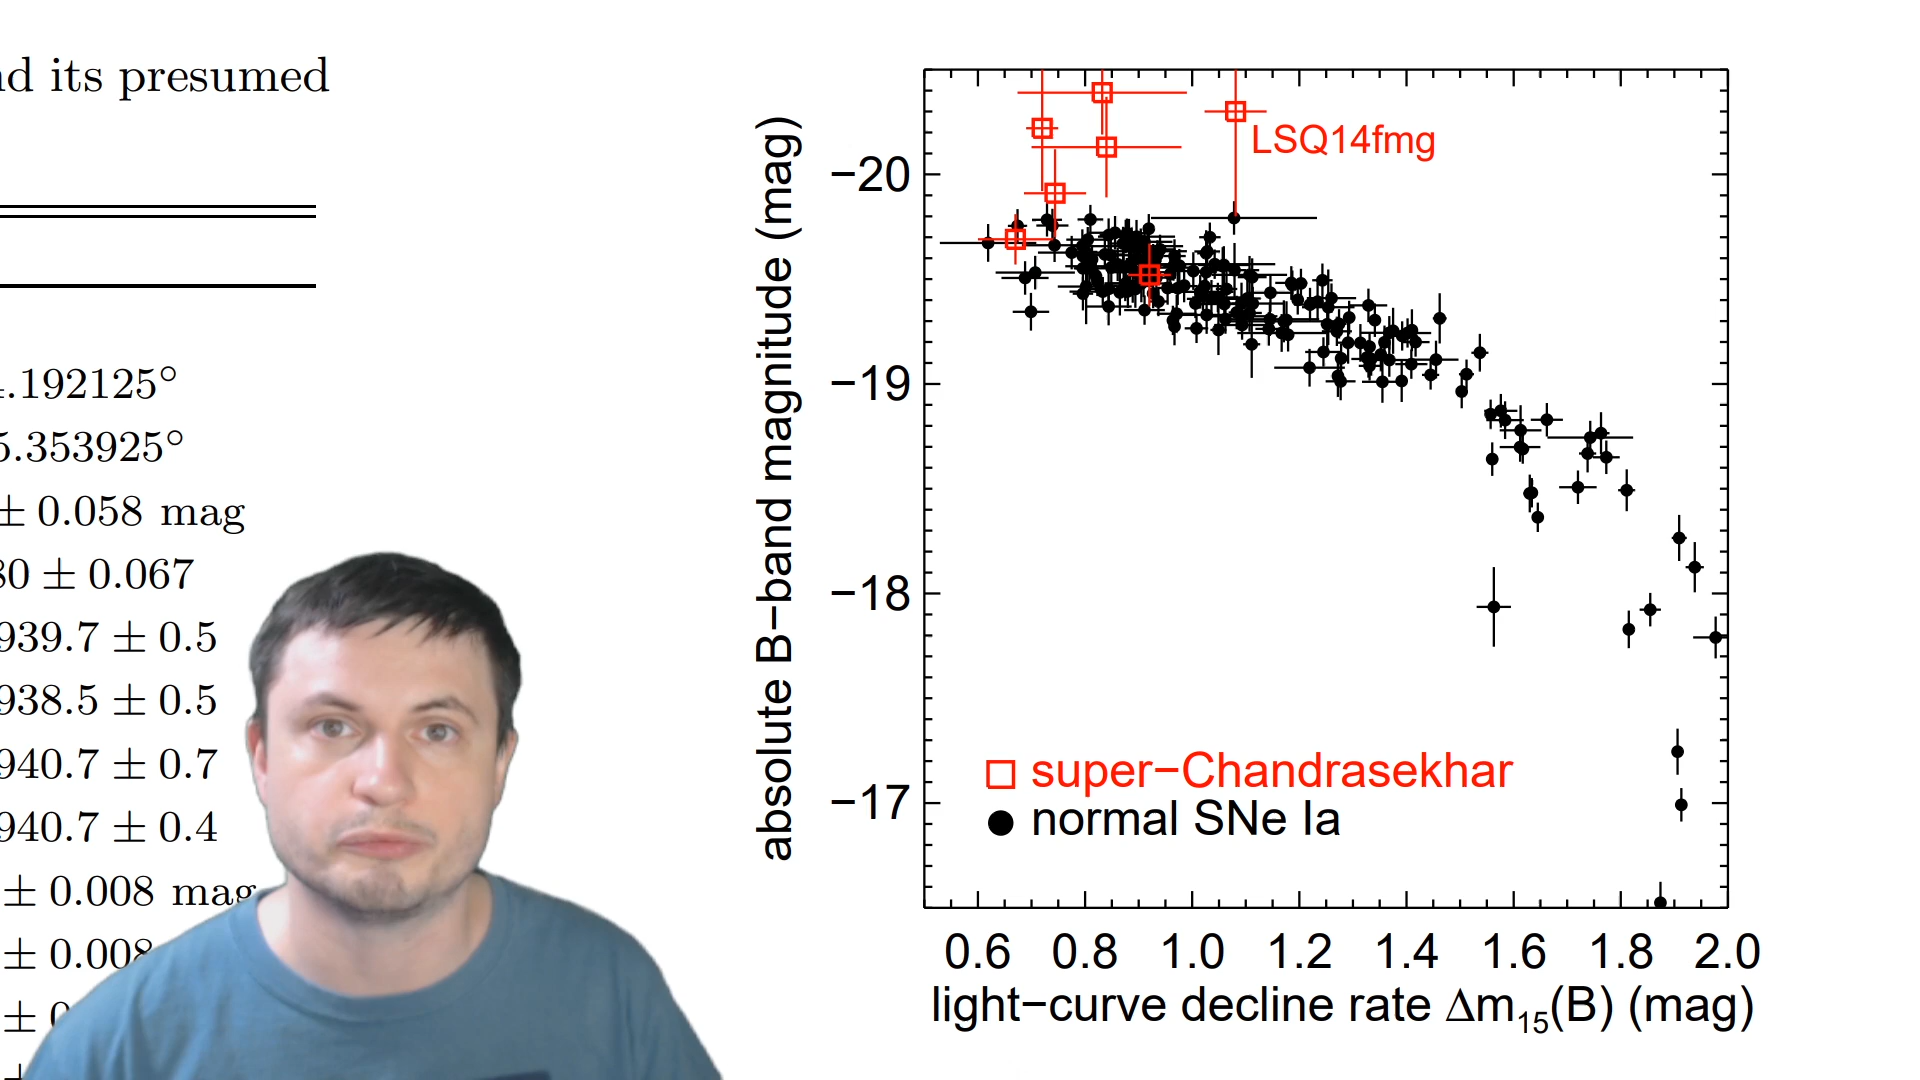 nd its presumed
.192125°
5.353925°
± 0.058 mag
80 ± 0.067
939.7 ± 0.5
938.5 ± 0.5
940.7 ± 0.7
940.7 ± 0.4
± 0.008 mag
± 0.008
± 0
±
absolute B−band magnitude (mag)
−20
−19
−18
−17
LSQ14fmg
super−Chandrasekhar
normal SNe Ia
0.6 0.8 1.0 1.2 1.4 1.6 1.8 2.0
light−curve decline rate Δm₁₅(B) (mag)